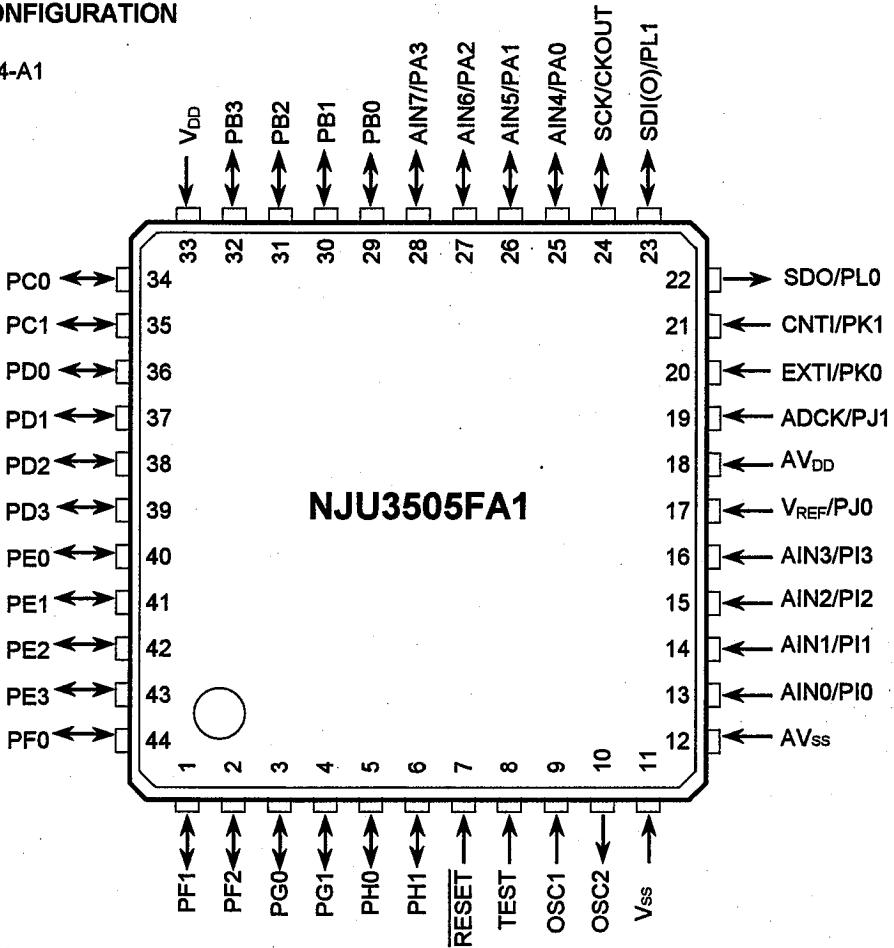 ONFIGURATION
4-A1
VDD
PB3
PB2
PB1
PB0
AIN7/PA3
AIN6/PA2
AIN5/PA1
AIN4/PA0
SCK/CKOUT
SDI(O)/PL1
33 32 31 30 29 28 27 26 25 24 23
PC0 34
PC1 35
PD0 36
PD1 37
PD2 38
PD3 39
PE0 40
PE1 41
PE2 42
PE3 43
PF0 44
NJU3505FA1
22 SDO/PL0
21 CNTI/PK1
20 EXTI/PK0
19 ADCK/PJ1
18 AVDD
17 VREF/PJ0
16 AIN3/PI3
15 AIN2/PI2
14 AIN1/PI1
13 AIN0/PI0
12 AVss
1 2 3 4 5 6 7 8 9 10 11
PF1
PF2
PG0
PG1
PH0
PH1
RESET
TEST
OSC1
OSC2
Vss